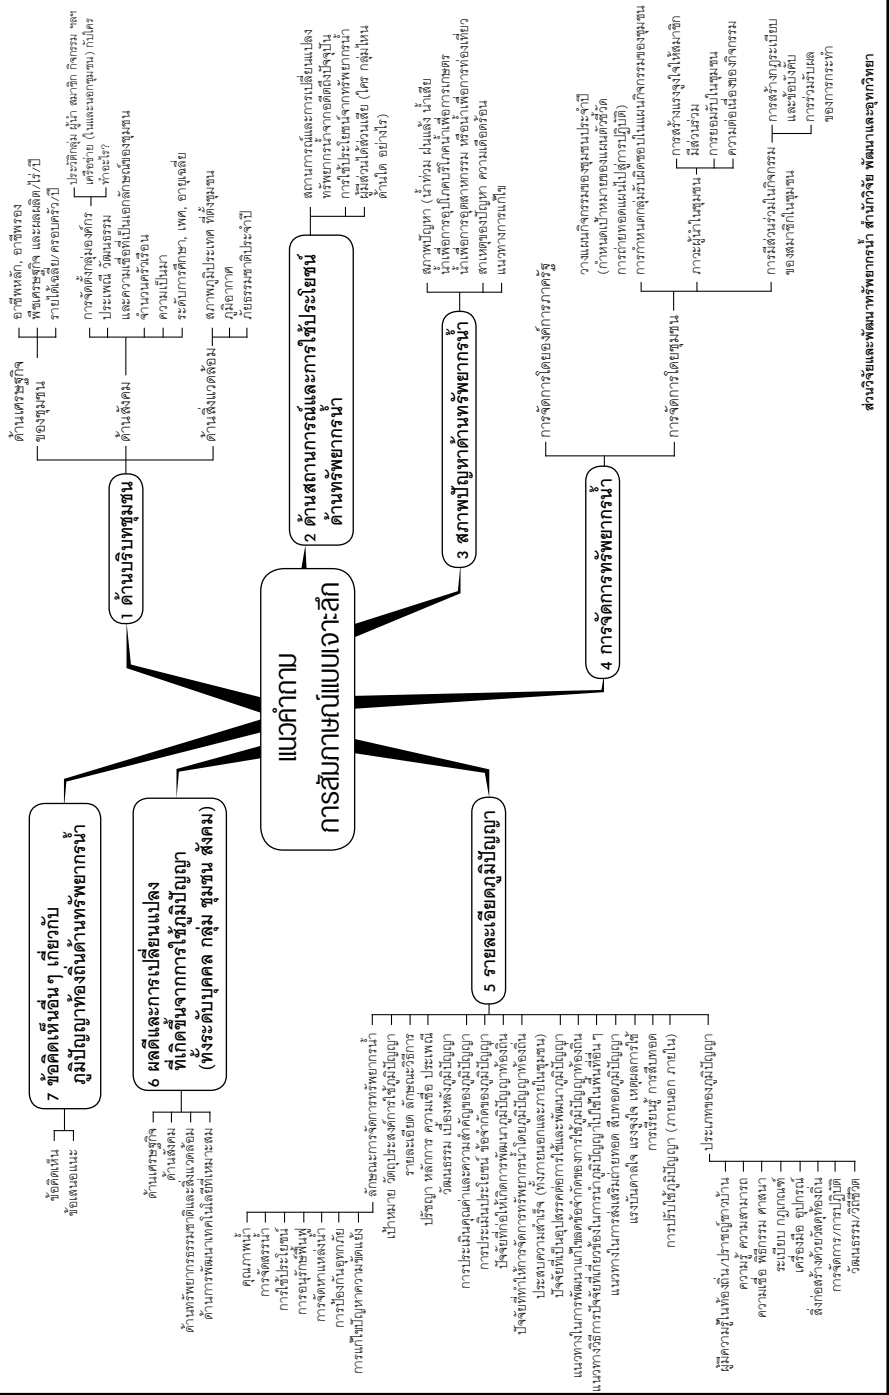 แนวคำถาม
การสัมภาษณ์แบบเจาะลึก
1 ด้านบริบทชุมชน
ด้านเศรษฐกิจ
ของชุมชน
อาชีพหลัก, อาชีพรอง
พืชเศรษฐกิจ และผลผลิต/ไร่/ปี
รายได้เฉลี่ย/ครอบครัว/ปี
ด้านสังคม
การจัดตั้งกลุ่มองค์กร
ประวัติกลุ่ม ผู้นำ สมาชิก กิจกรรม ฯลฯ
เครือข่าย (ในและนอกชุมชน) กับใคร
ทำอะไร?
ประเพณี วัฒนธรรม
และความเชื่อที่เป็นเอกลักษณ์ของชุมชน
จำนวนครัวเรือน
ความเป็นมา
ระดับการศึกษา, เพศ, อายุเฉลี่ย
ด้านสิ่งแวดล้อม
สภาพภูมิประเทศ ที่ตั้งชุมชน
ภูมิอากาศ
ภัยธรรมชาติประจำปี
2 ด้านสถานการณ์และการใช้ประโยชน์
ด้านทรัพยากรน้ำ
สถานการณ์และการเปลี่ยนแปลง
ทรัพยากรน้ำจากอดีตถึงปัจจุบัน
การใช้ประโยชน์จากทรัพยากรน้ำ
ผู้มีส่วนได้ส่วนเสีย (ใคร กลุ่มไหน
ด้านใด อย่างไร)
3 สภาพปัญหาด้านทรัพยากรน้ำ
สภาพปัญหา (น้ำท่วม ฝนแล้ง น้ำเสีย
น้ำเพื่อการอุปโภคบริโภคน้ำเพื่อการเกษตร
น้ำเพื่อการอุตสาหกรรม หรือน้ำเพื่อการท่องเที่ยว
สาเหตุของปัญหา ความเดือดร้อน
แนวทางการแก้ไข
4 การจัดการทรัพยากรน้ำ
การจัดการโดยองค์การภาครัฐ
การจัดการโดยชุมชน
วางแผนกิจกรรมของชุมชนประจำปี
(กำหนดเป้าหมายของแผนตัวชี้วัด
การถ่ายทอดแผนไปสู่การปฏิบัติ)
การกำหนดกลุ่มรับผิดชอบในแผนกิจกรรมของชุมชน
ภาวะผู้นำในชุมชน
การสร้างแรงจูงใจให้สมาชิก
มีส่วนร่วม
การยอมรับในชุมชน
ความต่อเนื่องของกิจกรรม
การมีส่วนร่วมในกิจกรรม
ของสมาชิกในชุมชน
การสร้างกฎระเบียบ
และข้อบังคับ
การร่วมรับผล
ของการกระทำ
5 รายละเอียดภูมิปัญญา
ลักษณะการจัดการทรัพยากรน้ำ
คุณภาพน้ำ
การจัดสรรน้ำ
การใช้ประโยชน์
การอนุรักษ์ฟื้นฟู
การจัดหาแหล่งน้ำ
การป้องกันอุทกภัย
การแก้ไขปัญหาความขัดแย้ง
เป้าหมาย วัตถุประสงค์การใช้ภูมิปัญญา
รายละเอียด ลักษณะวิธีการ
ปรัชญา หลักการ ความเชื่อ ประเพณี
วัฒนธรรม เบื้องหลังภูมิปัญญา
การประเมินคุณค่าและความสำคัญของภูมิปัญญา
การประเมินประโยชน์ ข้อจำกัดของภูมิปัญญา
ปัจจัยที่ก่อให้เกิดการพัฒนาภูมิปัญญาท้องถิ่น
ปัจจัยที่ทำให้การจัดการทรัพยากรน้ำโดยภูมิปัญญาท้องถิ่น
ประสบความสำเร็จ (ทั้งภายนอกและภายในชุมชน)
ปัจจัยที่เป็นอุปสรรคต่อการใช้และพัฒนาภูมิปัญญา
แนวทางในการพัฒนาแก้ไขลดข้อจำกัดของการใช้ภูมิปัญญาท้องถิ่น
แนวทางวิธีการปัจจัยที่เกี่ยวข้องในการนำภูมิปัญญาไปใช้ในพื้นที่อื่น ๆ
แนวทางในการส่งเสริมถ่ายทอด สืบทอดภูมิปัญญา
แรงบันดาลใจ แรงจูงใจ เหตุผลการใช้
การเรียนรู้ การสืบทอด
การปรับใช้ภูมิปัญญา (ภายนอก ภายใน)
ประเภทของภูมิปัญญา
ผู้มีความรู้ในท้องถิ่น/ปราชญ์ชาวบ้าน
ความรู้ ความสามารถ
ความเชื่อ พิธีกรรม ศาสนา
ระเบียบ กฎเกณฑ์
เครื่องมือ อุปกรณ์
สิ่งก่อสร้างด้วยวัสดุท้องถิ่น
การจัดการ/การปฏิบัติ
วัฒนธรรม/วิถีชีวิต
6 ผลดีและการเปลี่ยนแปลง
ที่เกิดขึ้นจากการใช้ภูมิปัญญา
(ทั้งระดับบุคคล กลุ่ม ชุมชน สังคม)
ด้านเศรษฐกิจ
ด้านสังคม
ด้านทรัพยากรธรรมชาติและสิ่งแวดล้อม
ด้านการพัฒนาเทคโนโลยีที่เหมาะสม
7 ข้อคิดเห็นอื่นๆ เกี่ยวกับ
ภูมิปัญญาท้องถิ่นด้านทรัพยากรน้ำ
ข้อคิดเห็น
ข้อเสนอแนะ
ส่วนวิจัยและพัฒนาทรัพยากรน้ำ สำนักวิจัย พัฒนาและอุทกวิทยา